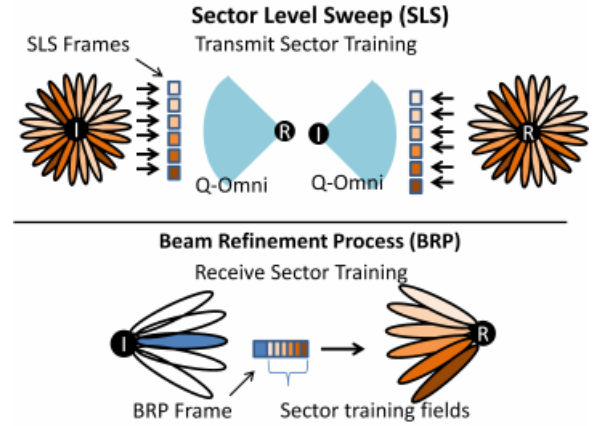 Sector Level Sweep (SLS)
SLS Frames
Transmit Sector Training
I
R
I
R
Q-Omni
Q-Omni
Beam Refinement Process (BRP)
Receive Sector Training
I
R
BRP Frame
Sector training fields